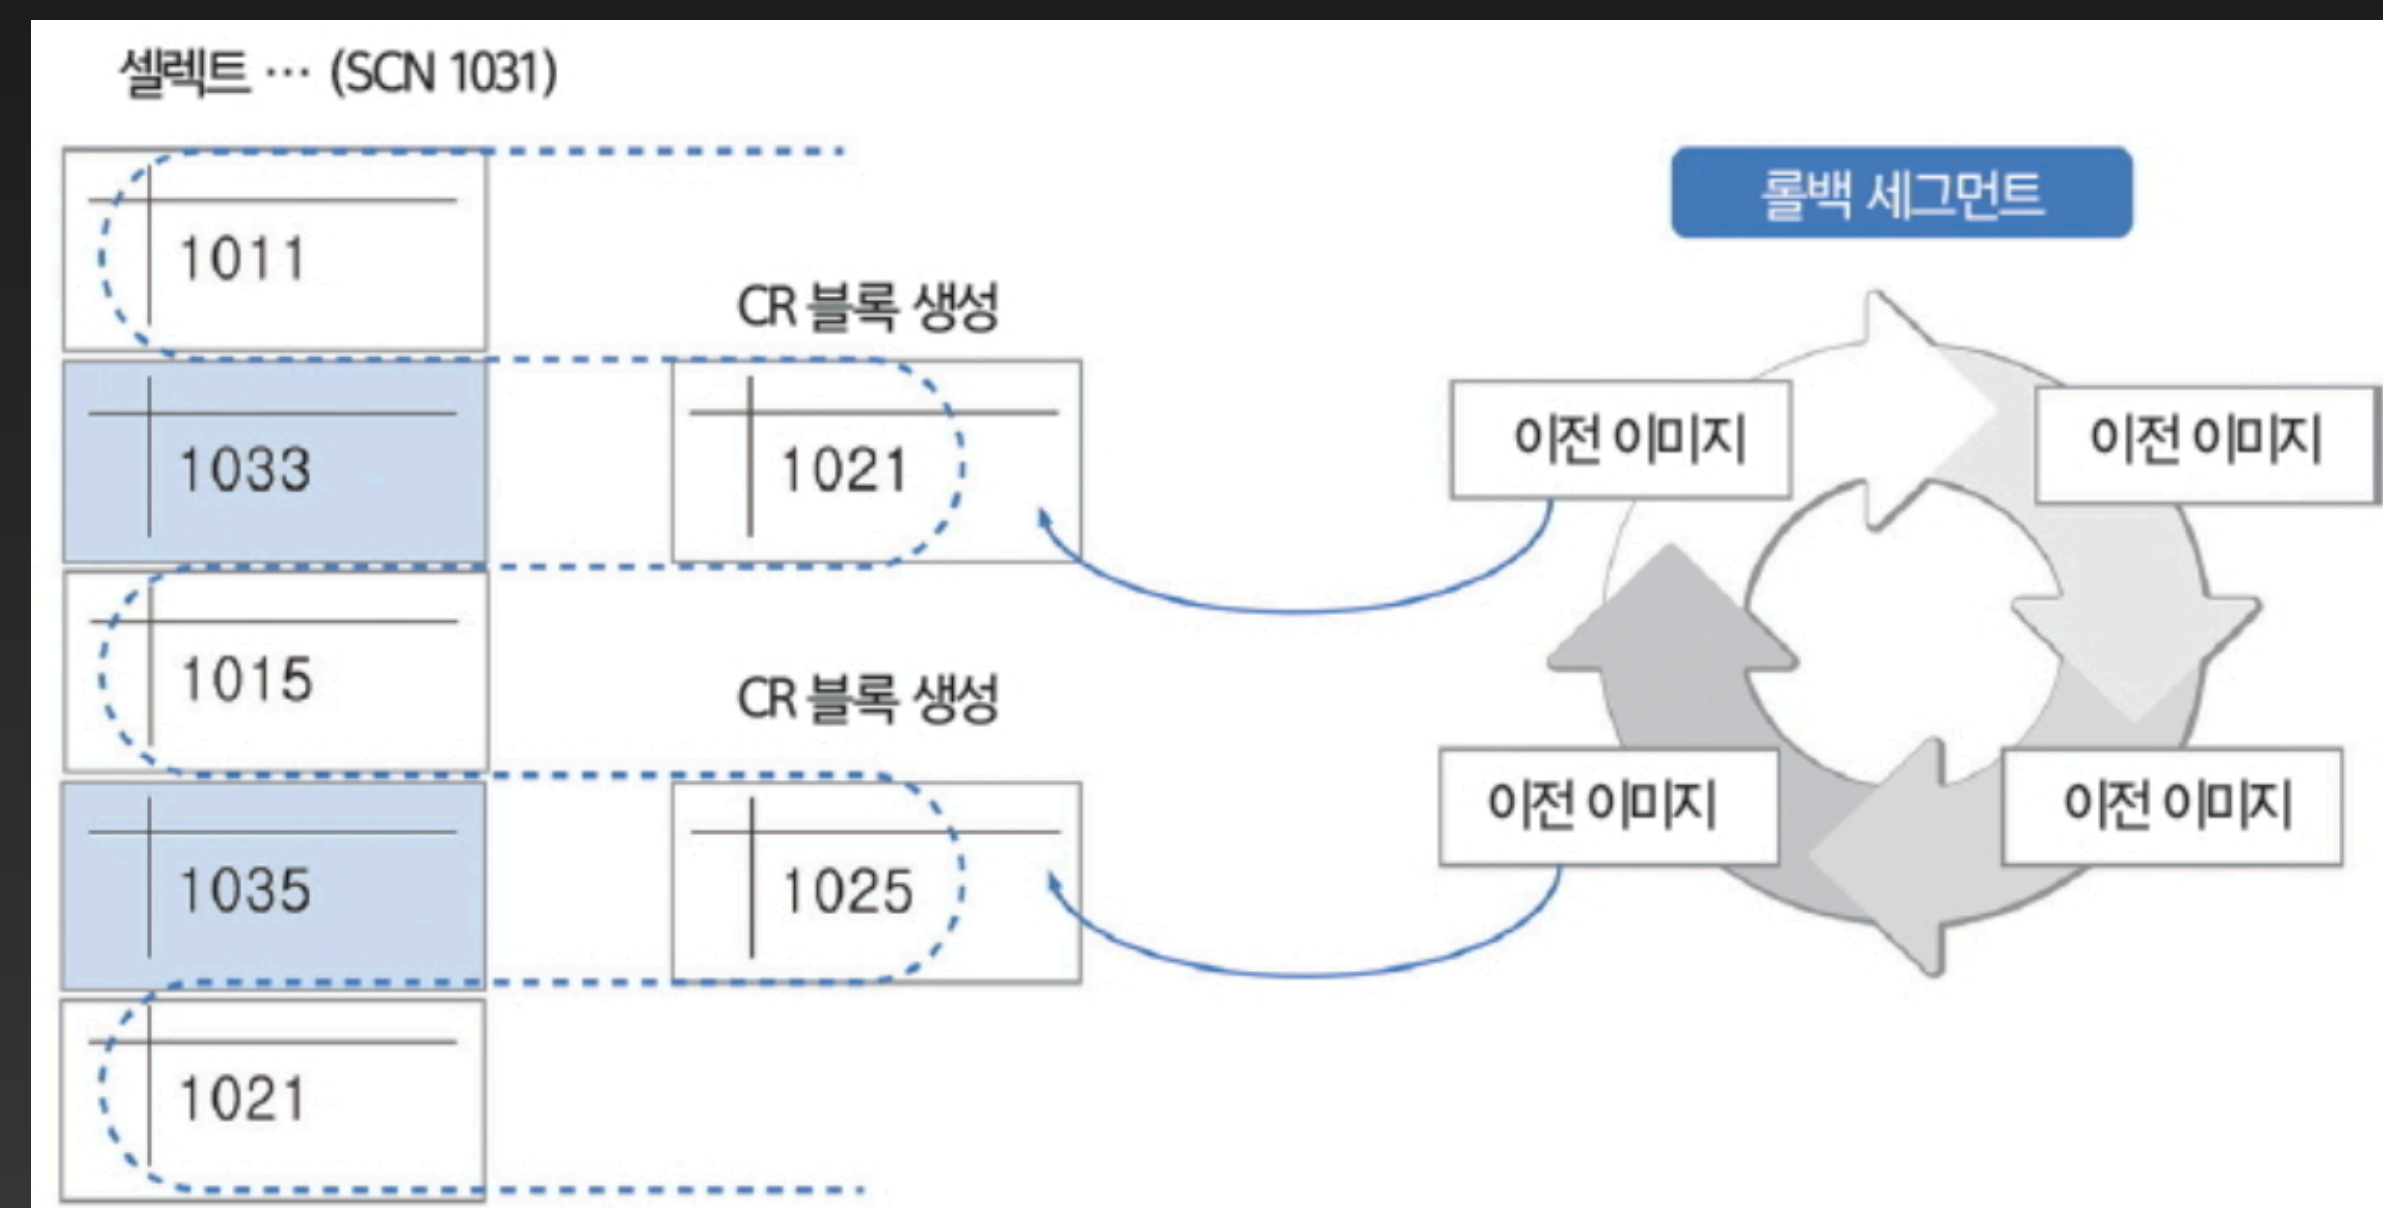 셀렉트 … (SCN 1031)
1011
1033
1015
1035
1021
CR 블록 생성
1021
CR 블록 생성
1025
롤백 세그먼트
이전 이미지
이전 이미지
이전 이미지
이전 이미지